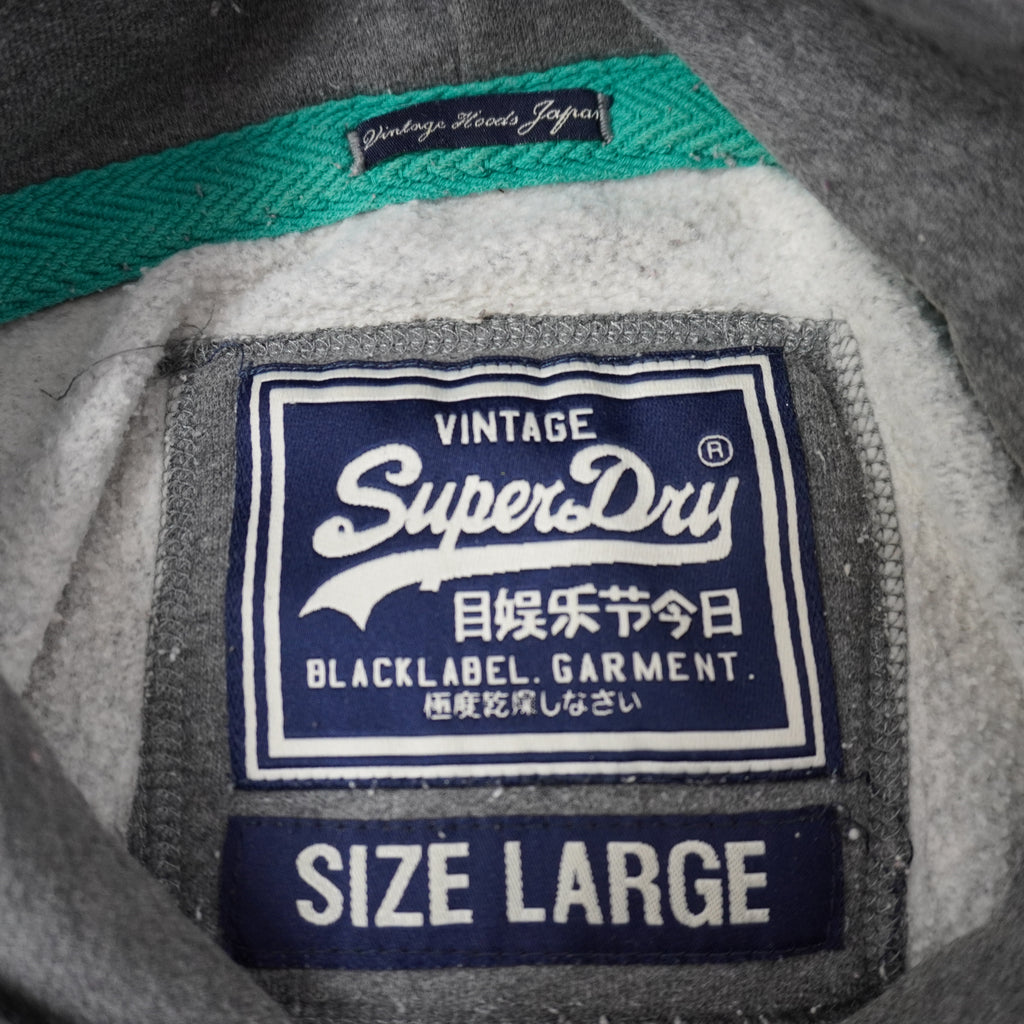 Vintage Hoods Japan
VINTAGE
SuperDry ®
目娱乐节今日
BLACKLABEL. GARMENT.
極度乾燥しなさい
SIZE LARGE